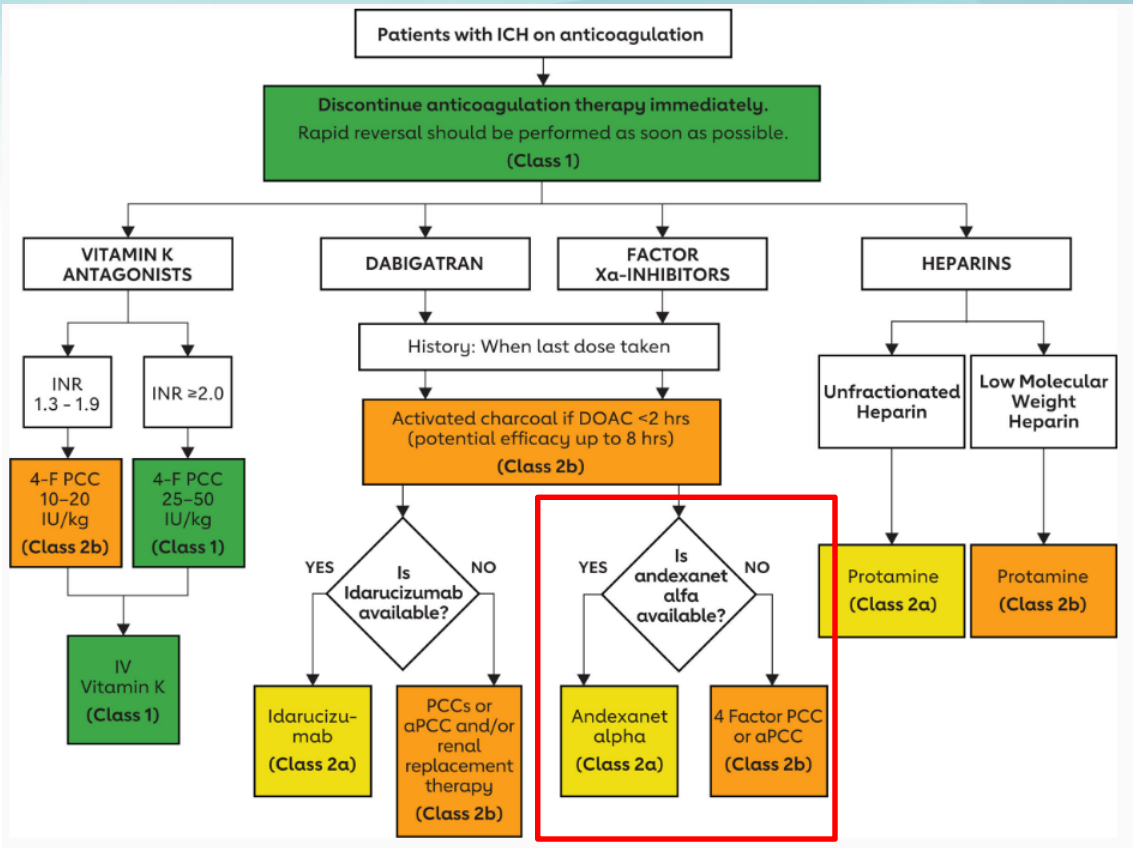 Patients with ICH on anticoagulation
Discontinue anticoagulation therapy immediately.
Rapid reversal should be performed as soon as possible.
(Class 1)
VITAMIN K
ANTAGONISTS
DABIGATRAN
FACTOR
Xa-INHIBITORS
HEPARINS
History: When last dose taken
INR
1.3 - 1.9
INR ≥2.0
Unfractionated
Heparin
Low Molecular
Weight
Heparin
Activated charcoal if DOAC <2 hrs
(potential efficacy up to 8 hrs)
(Class 2b)
4-F PCC
10–20
IU/kg
(Class 2b)
4-F PCC
25–50
IU/kg
(Class 1)
YES
Is
Idarucizumab
available?
NO
YES
Is
andexanet
alfa
available?
NO
Protamine
(Class 2a)
Protamine
(Class 2b)
IV
Vitamin K
(Class 1)
Idarucizu-
mab
(Class 2a)
PCCs or
aPCC and/or
renal
replacement
therapy
(Class 2b)
Andexanet
alpha
(Class 2a)
4 Factor PCC
or aPCC
(Class 2b)